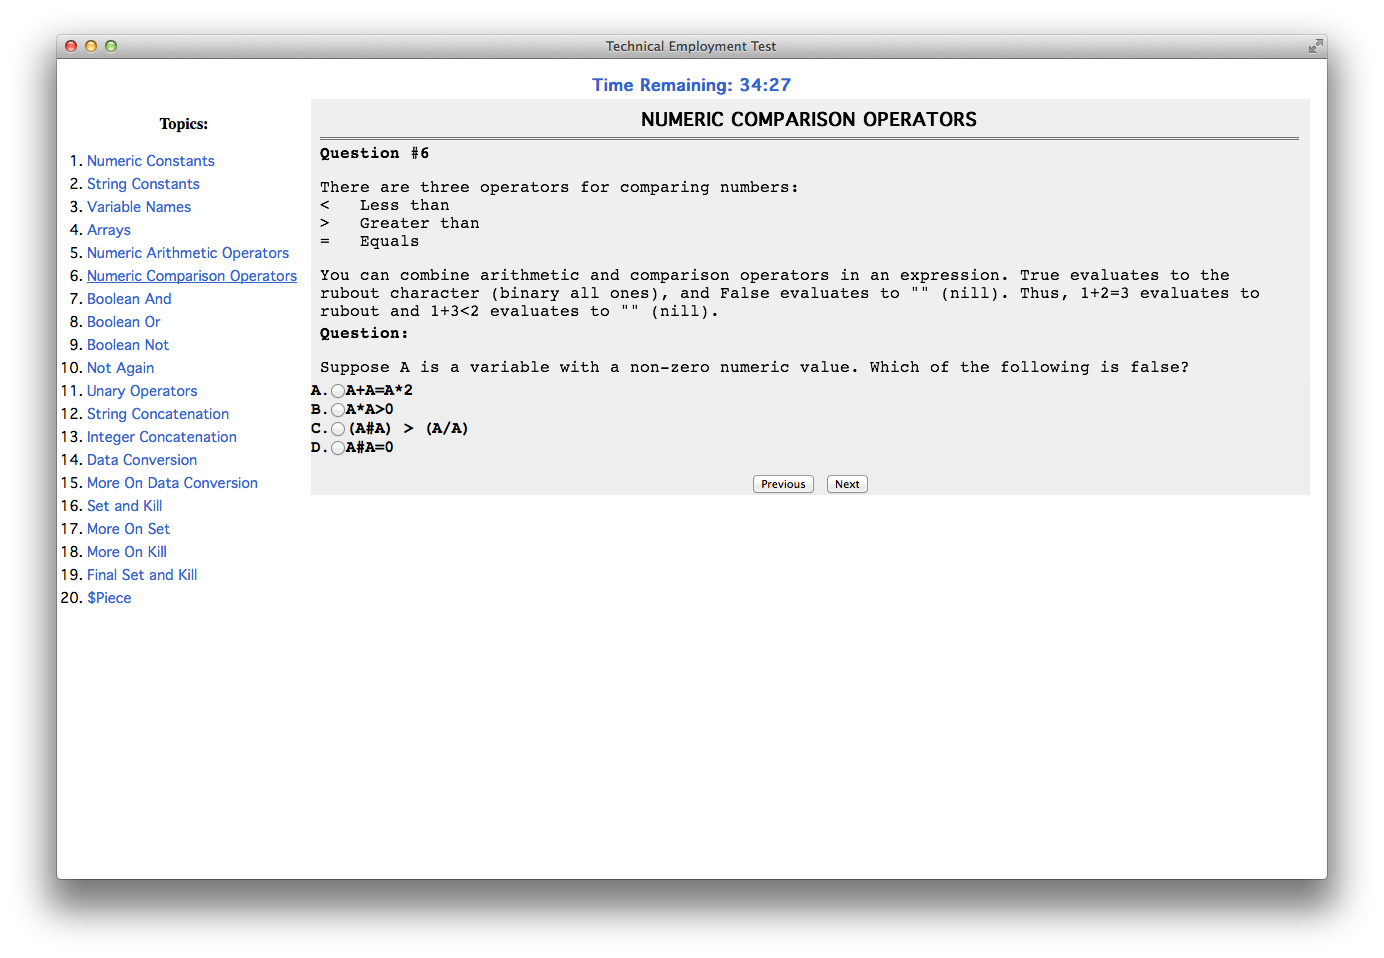 Technical Employment Test
Time Remaining: 34:27
Topics:
1. Numeric Constants
2. String Constants
3. Variable Names
4. Arrays
5. Numeric Arithmetic Operators
6. Numeric Comparison Operators
7. Boolean And
8. Boolean Or
9. Boolean Not
10. Not Again
11. Unary Operators
12. String Concatenation
13. Integer Concatenation
14. Data Conversion
15. More On Data Conversion
16. Set and Kill
17. More On Set
18. More On Kill
19. Final Set and Kill
20. $Piece
NUMERIC COMPARISON OPERATORS
Question #6
There are three operators for comparing numbers:
< Less than
> Greater than
= Equals
You can combine arithmetic and comparison operators in an expression. True evaluates to the
rubout character (binary all ones), and False evaluates to "" (nill). Thus, 1+2=3 evaluates to
rubout and 1+3<2 evaluates to "" (nill).
Question:
Suppose A is a variable with a non-zero numeric value. Which of the following is false?
A. A+A=A*2
B. A*A>0
C. (A#A) > (A/A)
D. A#A=0
Previous Next